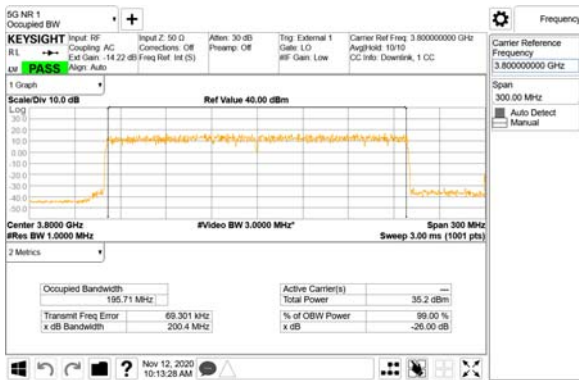 5G NR 1
Occupied BW
Frequency
KEYSIGHT
Input: RF
Input Z: 50 Ω
Atten: 30 dB
Trig: External 1
Carrier Ref Freq: 3.800000000 GHz
RL
Coupling: AC
Corrections: Off
Preamp: Off
Gate: LO
Avg|Hold: 10/10
Ext Gain: -14.22 dB
Freq Ref: Int (S)
#IF Gain: Low
CC Info: Downlink, 1 CC
PASS
Align: Auto
Carrier Reference
Frequency
3.800000000 GHz
Span
300.00 MHz
Auto Detect
Manual
1 Graph
Scale/Div 10.0 dB
Ref Value 40.00 dBm
Log
30.0
20.0
10.0
0.00
-10.0
-20.0
-30.0
-40.0
-50.0
Center 3.8000 GHz
#Video BW 3.0000 MHz*
Span 300 MHz
#Res BW 1.0000 MHz
Sweep 3.00 ms (1001 pts)
2 Metrics
Occupied Bandwidth
195.71 MHz
Active Carrier(s) ---
Total Power 35.2 dBm
Transmit Freq Error 69.301 kHz
% of OBW Power 99.00 %
x dB Bandwidth 200.4 MHz
x dB -26.00 dB
?
Nov 12, 2020
10:13:28 AM